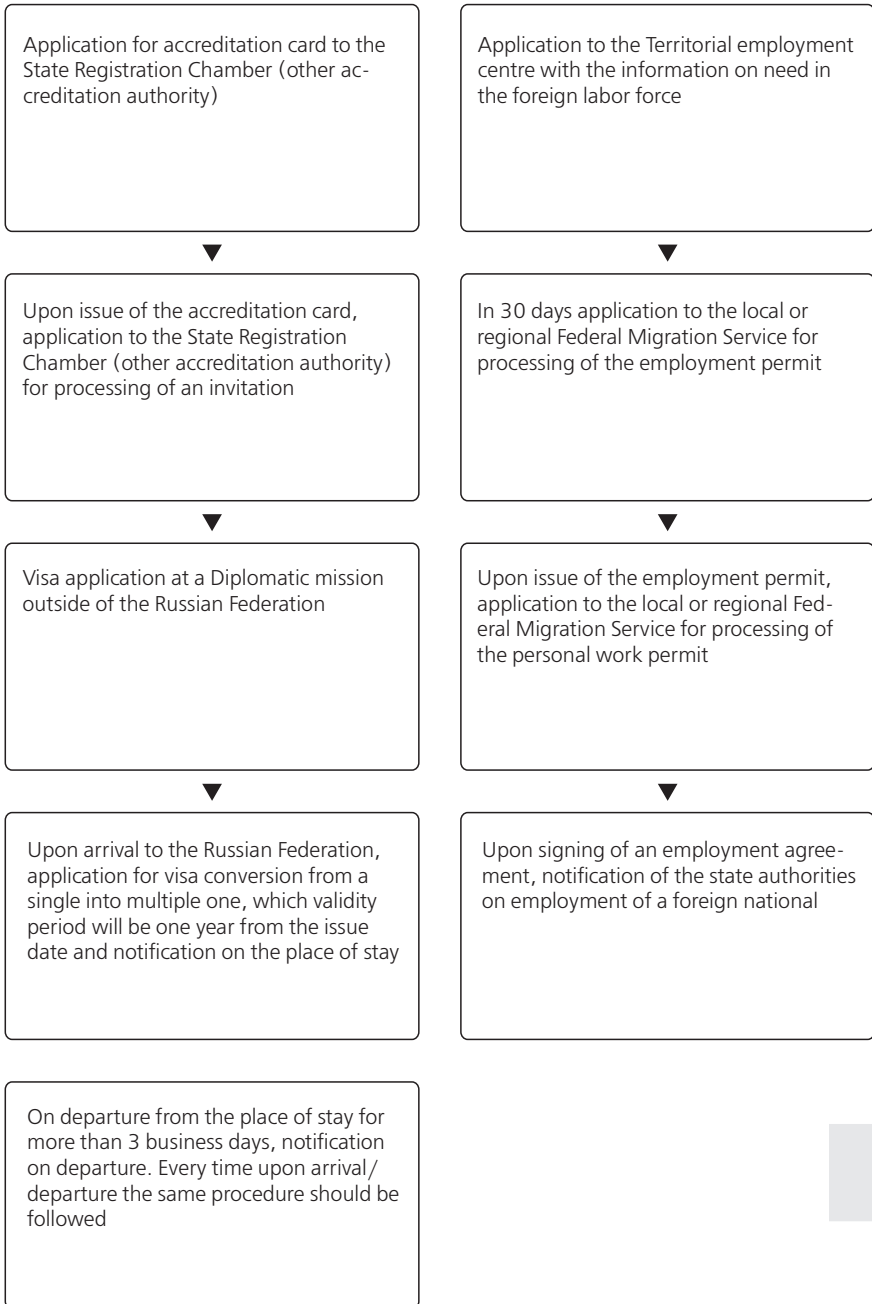 Application for accreditation card to the
State Registration Chamber (other ac-
creditation authority)
Upon issue of the accreditation card,
application to the State Registration
Chamber (other accreditation authority)
for processing of an invitation
Visa application at a Diplomatic mission
outside of the Russian Federation
Upon arrival to the Russian Federation,
application for visa conversion from a
single into multiple one, which validity
period will be one year from the issue
date and notification on the place of stay
On departure from the place of stay for
more than 3 business days, notification
on departure. Every time upon arrival/
departure the same procedure should be
followed
Application to the Territorial employment
centre with the information on need in
the foreign labor force
In 30 days application to the local or
regional Federal Migration Service for
processing of the employment permit
Upon issue of the employment permit,
application to the local or regional Fed-
eral Migration Service for processing of
the personal work permit
Upon signing of an employment agree-
ment, notification of the state authorities
on employment of a foreign national